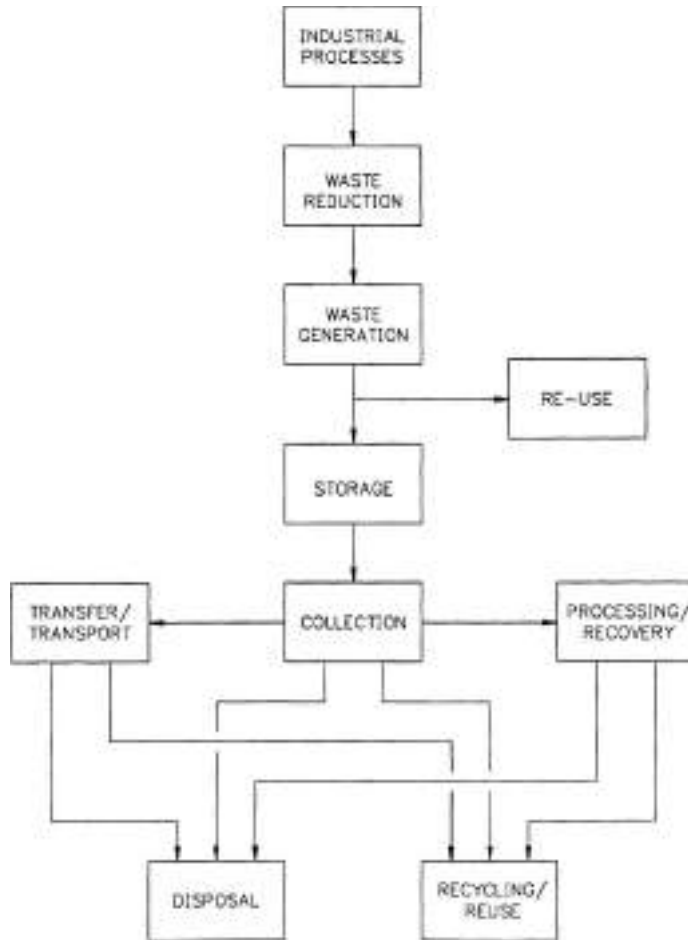 INDUSTRIAL
PROCESSES
WASTE
REDUCTION
WASTE
GENERATION
RE-USE
STORAGE
TRANSFER/
TRANSPORT
COLLECTION
PROCESSING/
RECOVERY
DISPOSAL
RECYCLING/
REUSE